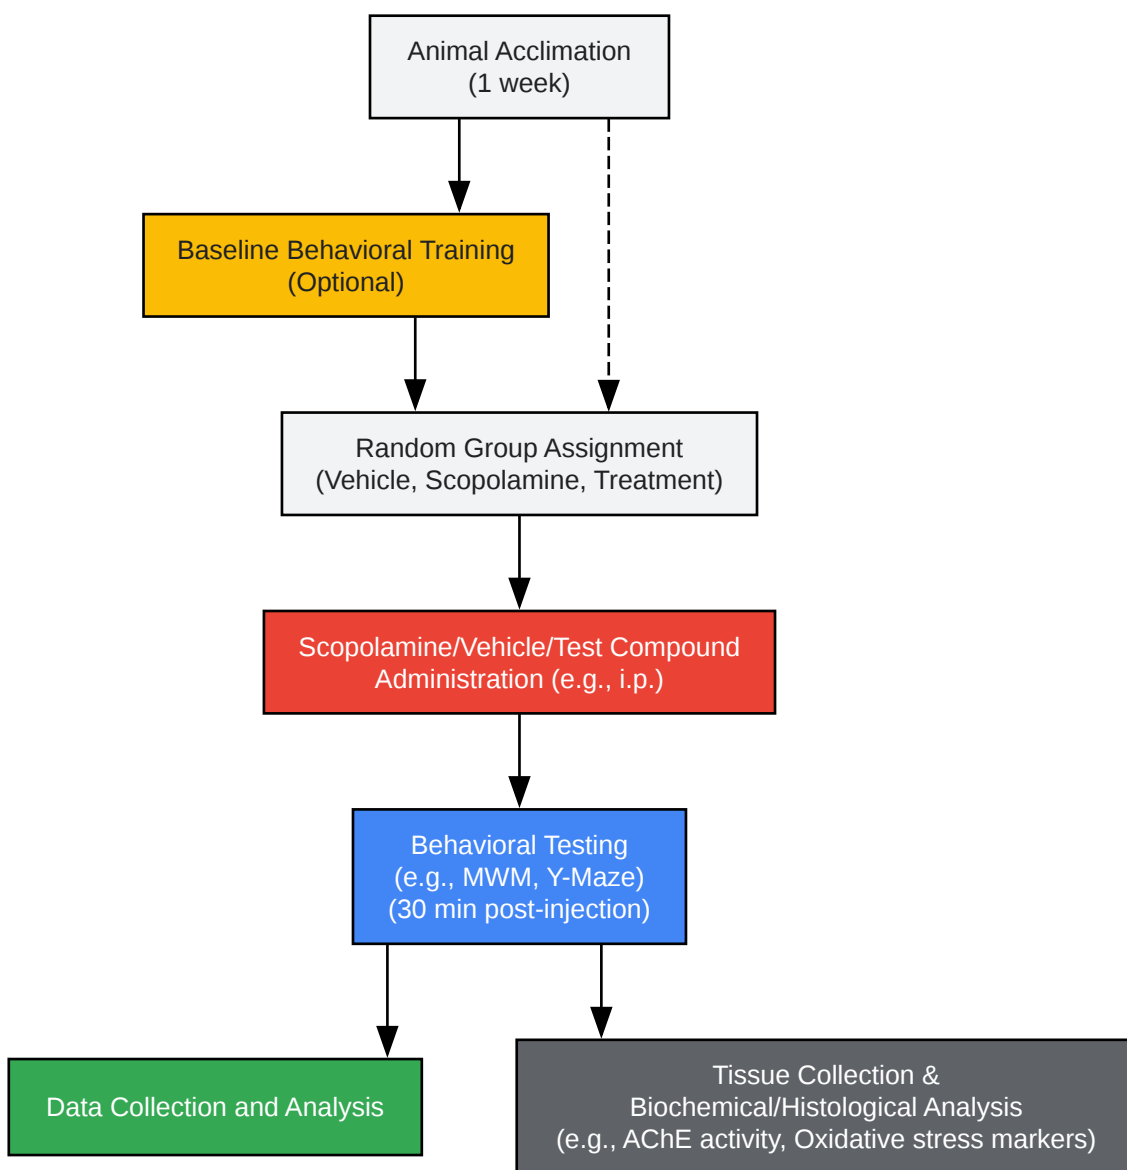 Animal Acclimation
(1 week)
Baseline Behavioral Training
(Optional)
Random Group Assignment
(Vehicle, Scopolamine, Treatment)
Scopolamine/Vehicle/Test Compound
Administration (e.g., i.p.)
Behavioral Testing
(e.g., MWM, Y-Maze)
(30 min post-injection)
Data Collection and Analysis
Tissue Collection &
Biochemical/Histological Analysis
(e.g., AChE activity, Oxidative stress markers)